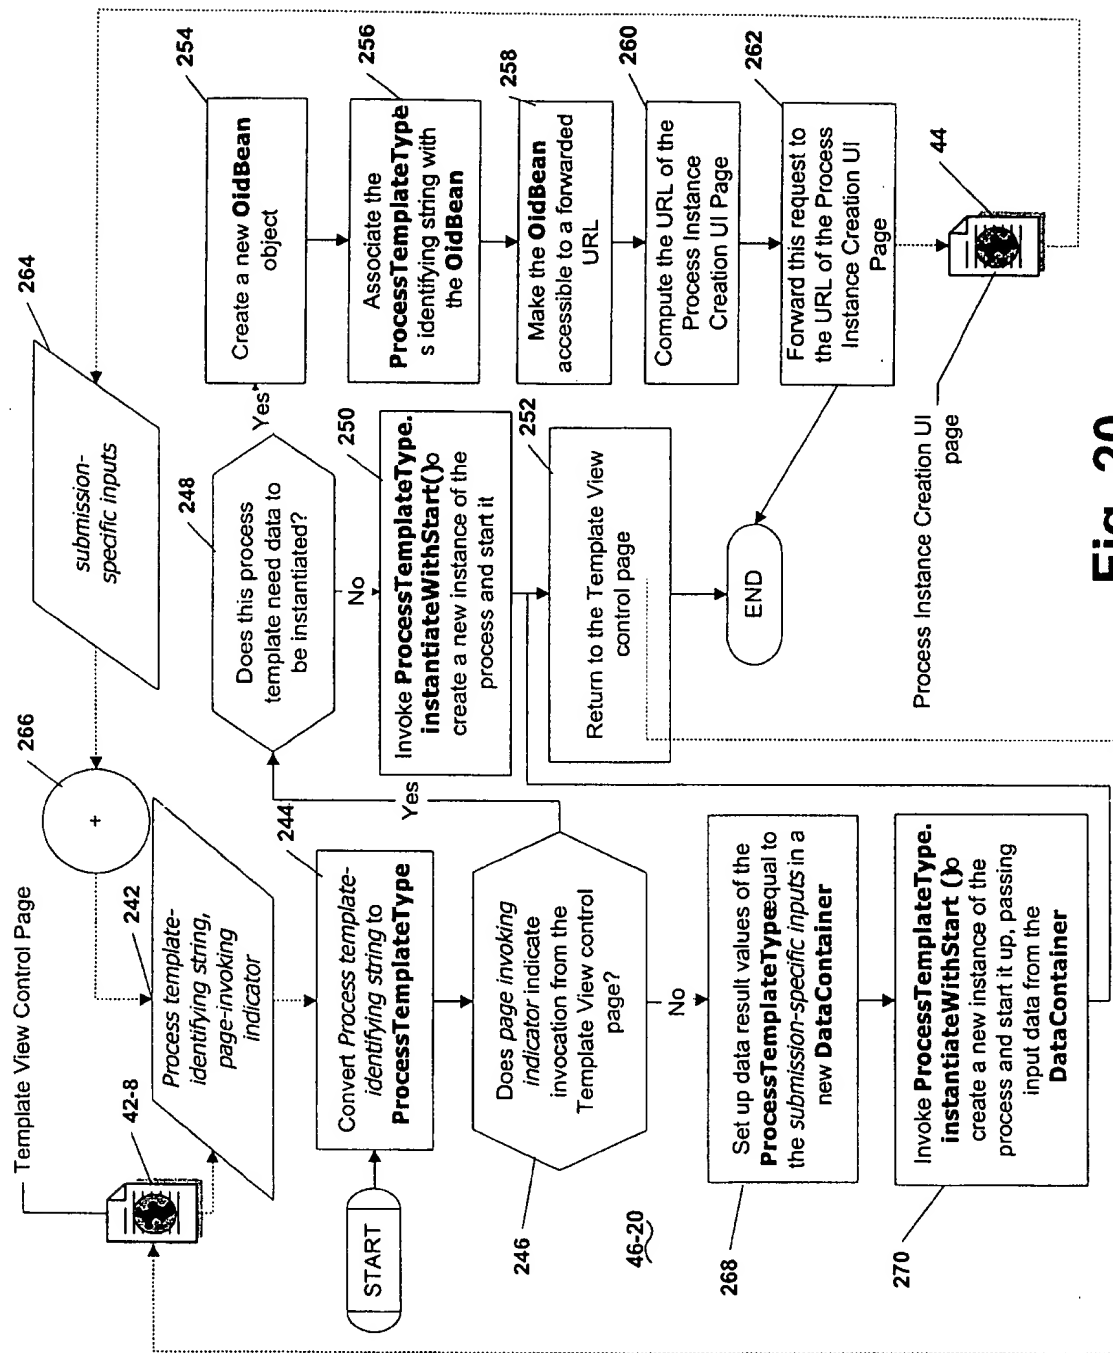 Template View Control Page
42-8
242
Process template-
identifying string,
page-invoking
indicator
266
+
264
submission-
specific inputs
START
244
Convert Process template-
identifying string to
ProcessTemplateType
246
Does page invoking
indicator indicate
invocation from the
Template View control
page?
Yes
No
46-20
268
Set up data result values of the
ProcessTemplateType equal to
the submission-specific inputs in a
new DataContainer
270
Invoke ProcessTemplateType.
instantiateWithStart () to
create a new instance of the
process and start it up, passing
input data from the
DataContainer
248
Does this process
template need data to
be instantiated?
Yes
No
250
Invoke ProcessTemplateType.
instantiateWithStart() to
create a new instance of the
process and start it
252
Return to the Template View
control page
END
254
Create a new OidBean
object
256
Associate the
ProcessTemplateType
s identifying string with
the OidBean
258
Make the OidBean
accessible to a forwarded
URL
260
Compute the URL of the
Process Instance
Creation UI Page
262
Forward this request to
the URL of the Process
Instance Creation UI
Page
44
Process Instance Creation UI
page
Fig. 20